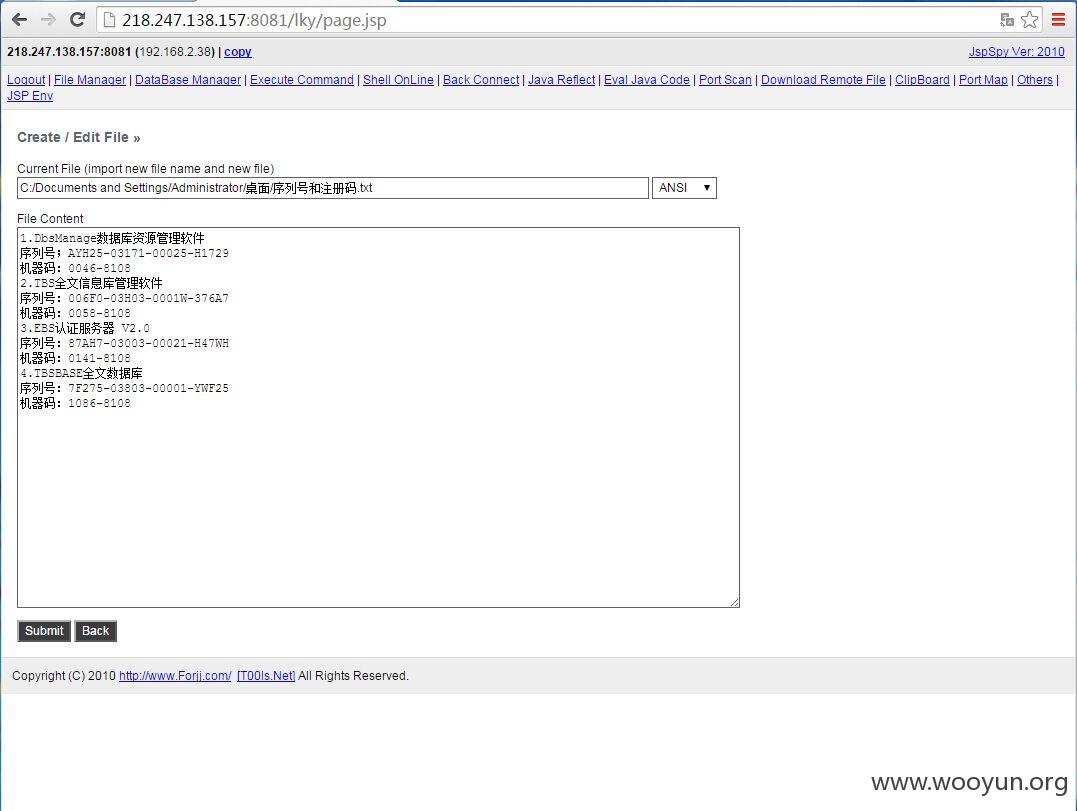 218.247.138.157:8081/lky/page.jsp
218.247.138.157:8081 (192.168.2.38) | copy
JspSpy Ver: 2010
Logout | File Manager | DataBase Manager | Execute Command | Shell OnLine | Back Connect | Java Reflect | Eval Java Code | Port Scan | Download Remote File | ClipBoard | Port Map | Others |
JSP Env
Create / Edit File »
Current File (import new file name and new file)
C:/Documents and Settings/Administrator/桌面/序列号和注册码.txt
ANSI
File Content
1.DbsManage数据库资源管理软件
序列号；AYH25-03171-00025-H1729
机器码：0046-8108
2.TBS全文信息库管理软件
序列号：006F0-03H03-0001W-376A7
机器码：0058-8108
3.EBS认证服务器 V2.0
序列号：87AH7-03003-00021-H47WH
机器码：0141-8108
4.TBSBASE全文数据库
序列号：7F275-03803-00001-YWF25
机器码：1086-8108
Submit
Back
Copyright (C) 2010 http://www.Forjj.com/ [T00ls.Net] All Rights Reserved.
www.wooyun.org